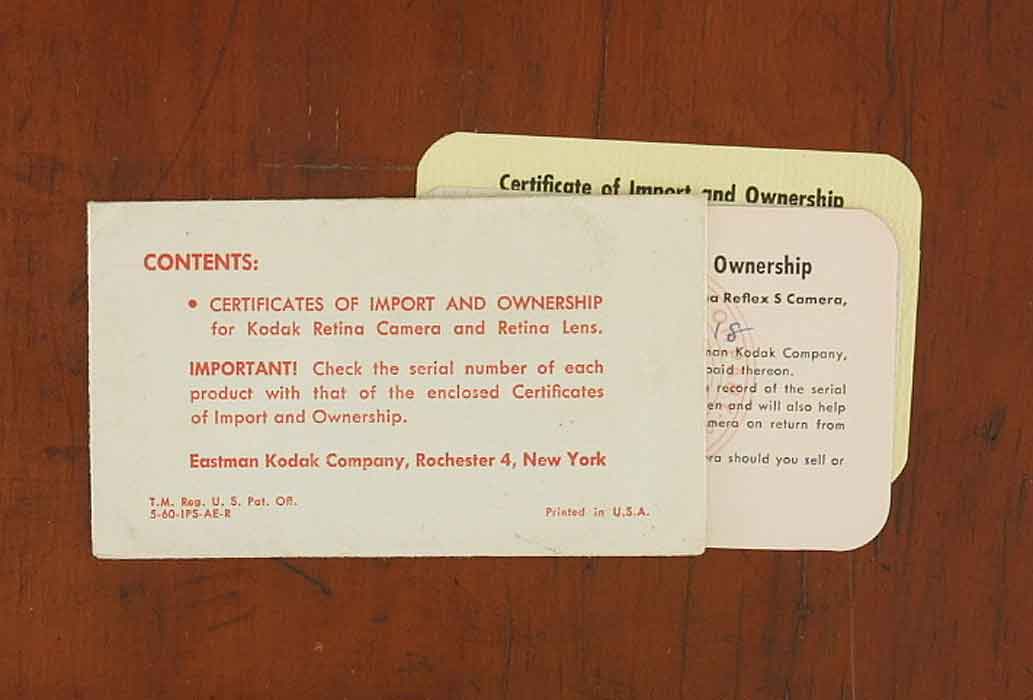 Certificate of Import and Ownership
CONTENTS:
• CERTIFICATES OF IMPORT AND OWNERSHIP
for Kodak Retina Camera and Retina Lens.
IMPORTANT! Check the serial number of each
product with that of the enclosed Certificates
of Import and Ownership.
Eastman Kodak Company, Rochester 4, New York
T.M. Reg. U. S. Pat. Off.
5-60-IPS-AE-R
Printed in U.S.A.
Ownership
Reflex S Camera,
18
Kodak Company,
paid thereon.
record of the serial
and will also help
on return from
should you sell or